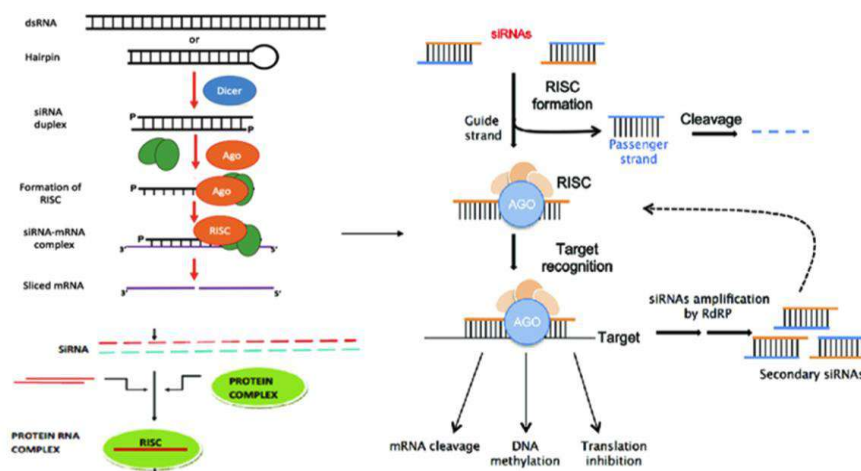 dsRNA
or
Hairpin
Dicer
siRNA
duplex
P
P
Ago
Formation of
RISC
P
Ago
siRNA-mRNA
complex
P
RISC
3'
5'
Sliced mRNA
3'
5'
SiRNA
PROTEIN
COMPLEX
PROTEIN RNA
COMPLEX
RISC
siRNAs
RISC
formation
Guide
strand
Passenger
strand
Cleavage
RISC
AGO
Target
recognition
AGO
Target
siRNAs amplification
by RdRP
Secondary siRNAs
mRNA cleavage
DNA
methylation
Translation
inhibition